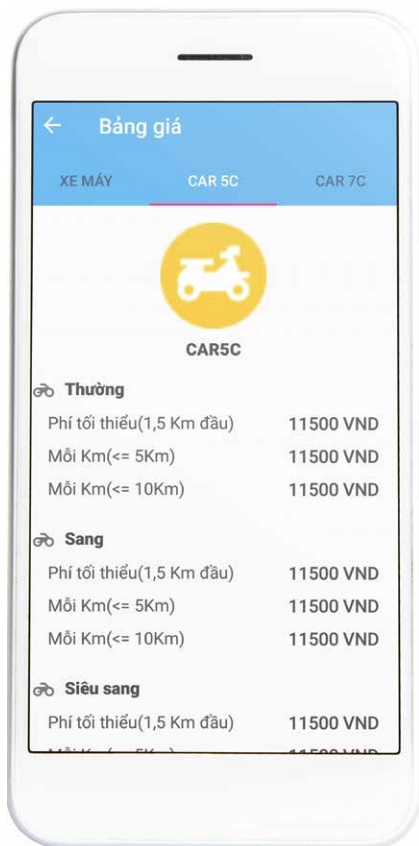 Bảng giá
XE MÁY CAR 5C CAR 7C
CAR5C
Thường
Phí tối thiểu(1,5 Km đầu) 11500 VND
Mỗi Km(<= 5Km) 11500 VND
Mỗi Km(<= 10Km) 11500 VND
Sang
Phí tối thiểu(1,5 Km đầu) 11500 VND
Mỗi Km(<= 5Km) 11500 VND
Mỗi Km(<= 10Km) 11500 VND
Siêu sang
Phí tối thiểu(1,5 Km đầu) 11500 VND